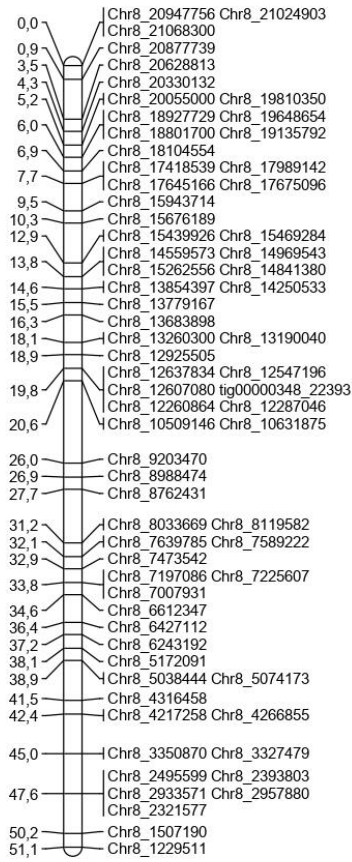 0,0 Chr8_20947756 Chr8_21024903
Chr8_21068300
0,9 Chr8_20877739
3,5 Chr8_20628813
4,3 Chr8_20330132
5,2 Chr8_20055000 Chr8_19810350
6,0 Chr8_18927729 Chr8_19648654
Chr8_18801700 Chr8_19135792
6,9 Chr8_18104554
7,7 Chr8_17418539 Chr8_17989142
Chr8_17645166 Chr8_17675096
9,5 Chr8_15943714
10,3 Chr8_15676189
12,9 Chr8_15439926 Chr8_15469284
13,8 Chr8_14559573 Chr8_14969543
Chr8_15262556 Chr8_14841380
14,6 Chr8_13854397 Chr8_14250533
15,5 Chr8_13779167
16,3 Chr8_13683898
18,1 Chr8_13260300 Chr8_13190040
18,9 Chr8_12925505
19,8 Chr8_12637834 Chr8_12547196
Chr8_12607080 tig00000348_22393
Chr8_12260864 Chr8_12287046
20,6 Chr8_10509146 Chr8_10631875
26,0 Chr8_9203470
26,9 Chr8_8988474
27,7 Chr8_8762431
31,2 Chr8_8033669 Chr8_8119582
32,1 Chr8_7639785 Chr8_7589222
32,9 Chr8_7473542
33,8 Chr8_7197086 Chr8_7225607
Chr8_7007931
34,6 Chr8_6612347
36,4 Chr8_6427112
37,2 Chr8_6243192
38,1 Chr8_5172091
38,9 Chr8_5038444 Chr8_5074173
41,5 Chr8_4316458
42,4 Chr8_4217258 Chr8_4266855
45,0 Chr8_3350870 Chr8_3327479
47,6 Chr8_2495599 Chr8_2393803
Chr8_2933571 Chr8_2957880
Chr8_2321577
50,2 Chr8_1507190
51,1 Chr8_1229511